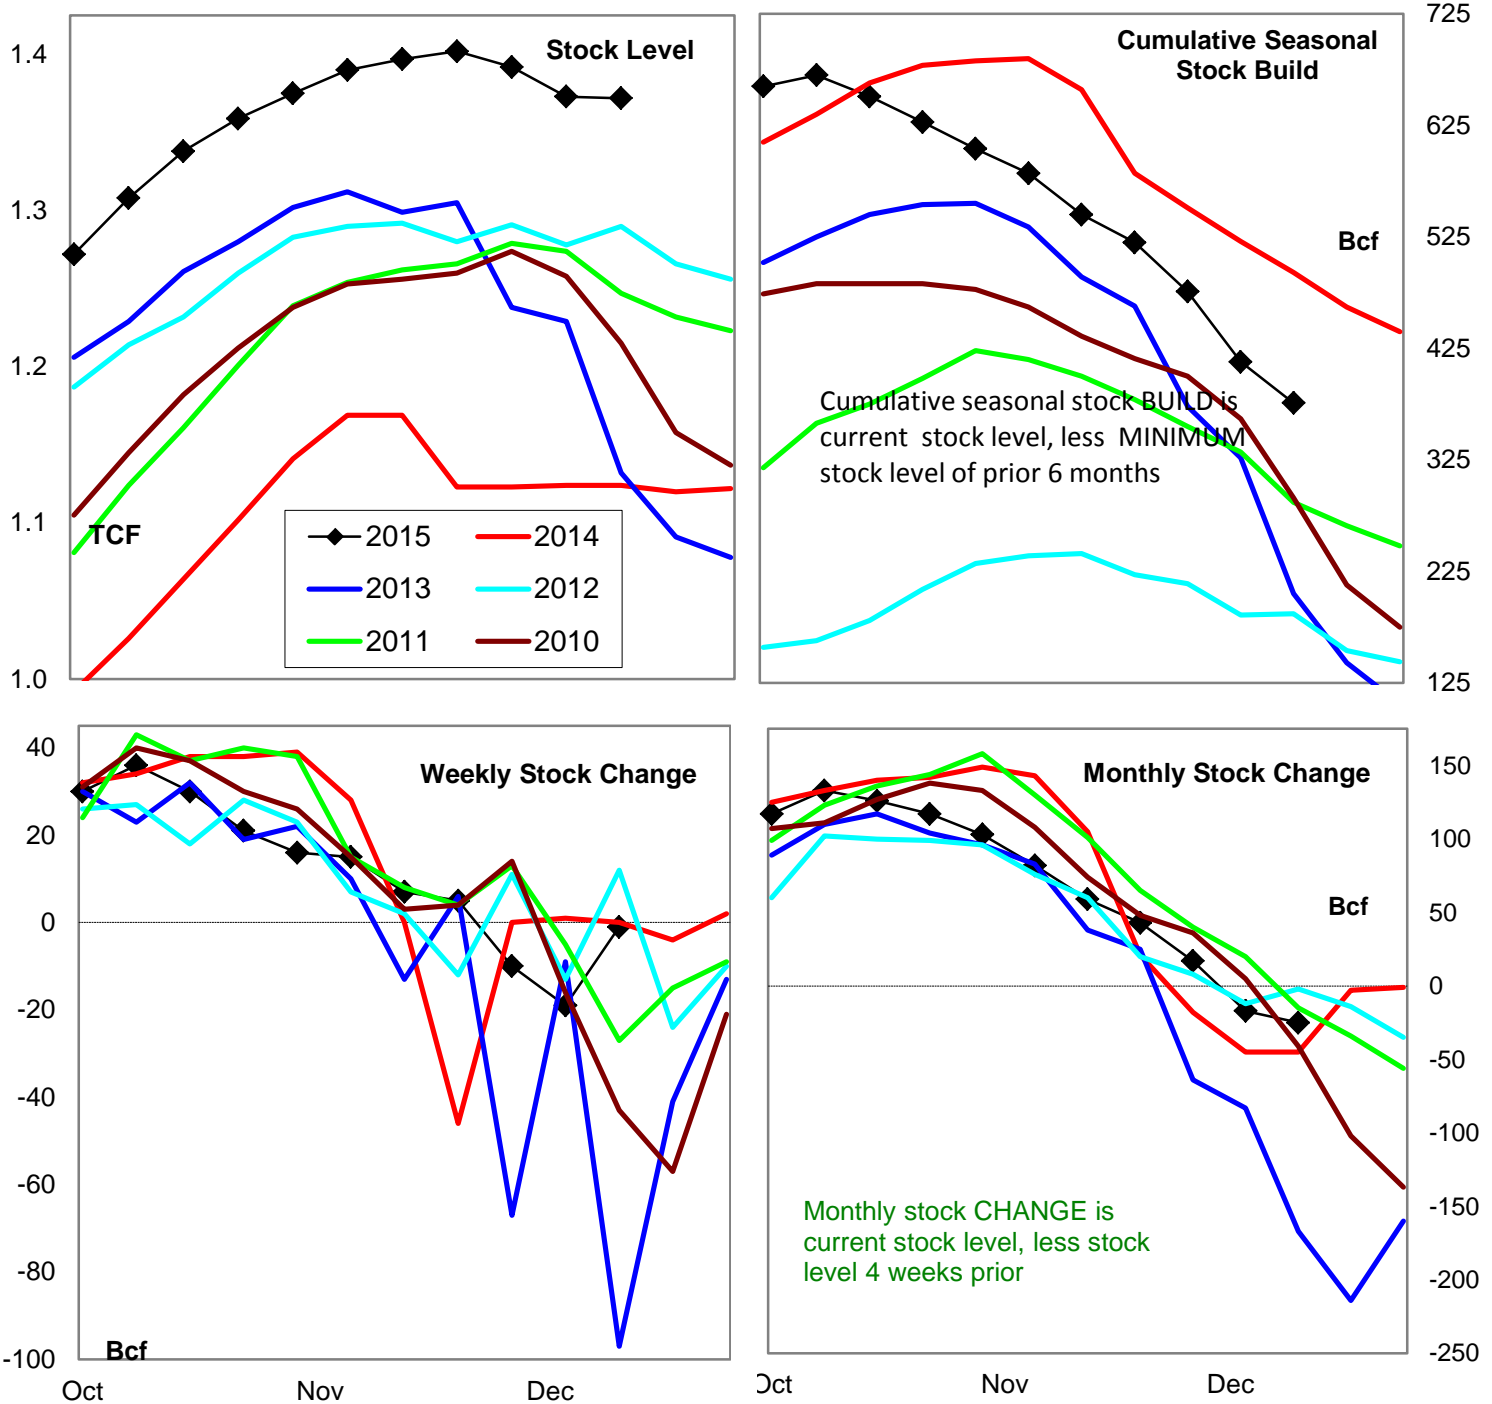 Stock Level
1.4
1.3
1.2
1.1
1.0
TCF
2015
2014
2013
2012
2011
2010
Cumulative Seasonal
Stock Build
725
625
525
425
325
225
125
Bcf
Cumulative seasonal stock BUILD is
current stock level, less MINIMUM
stock level of prior 6 months
Weekly Stock Change
40
20
0
-20
-40
-60
-80
-100
Bcf
Oct
Nov
Dec
Monthly Stock Change
150
100
50
0
-50
-100
-150
-200
-250
Bcf
Monthly stock CHANGE is
current stock level, less stock
level 4 weeks prior
Oct
Nov
Dec